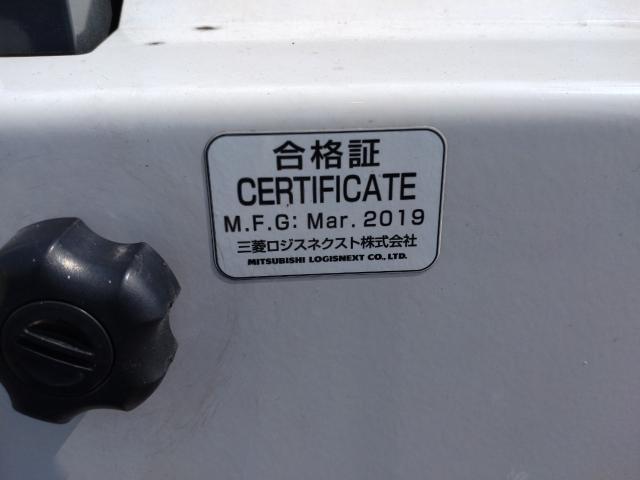 合格証
CERTIFICATE
M.F.G: Mar. 2019
三菱ロジスネクスト株式会社
MITSUBISHI LOGISNEXT CO., LTD.